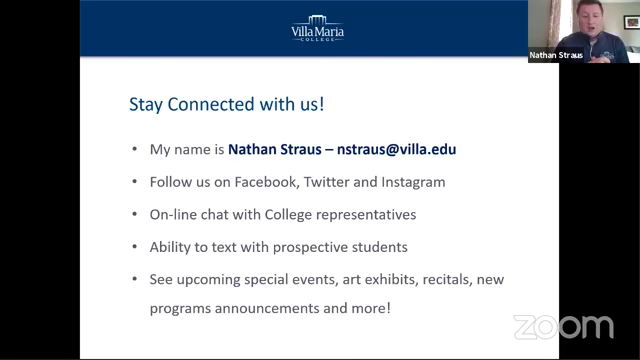 Villa Maria
COLLEGE
Nathan Straus
Stay Connected with us!
• My name is Nathan Straus – nstraus@villa.edu
• Follow us on Facebook, Twitter and Instagram
• On-line chat with College representatives
• Ability to text with prospective students
• See upcoming special events, art exhibits, recitals, new
programs announcements and more!
zoom